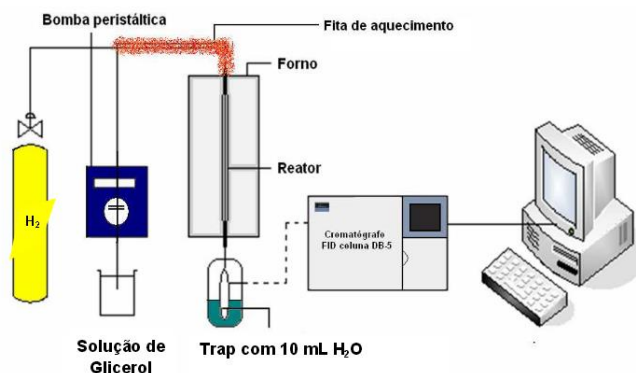 Bomba peristáltica
Fita de aquecimento
Forno
Reator
H₂
Cromatógrafo
FID coluna DB-5
Solução de
Glicerol
Trap com 10 mL H₂O